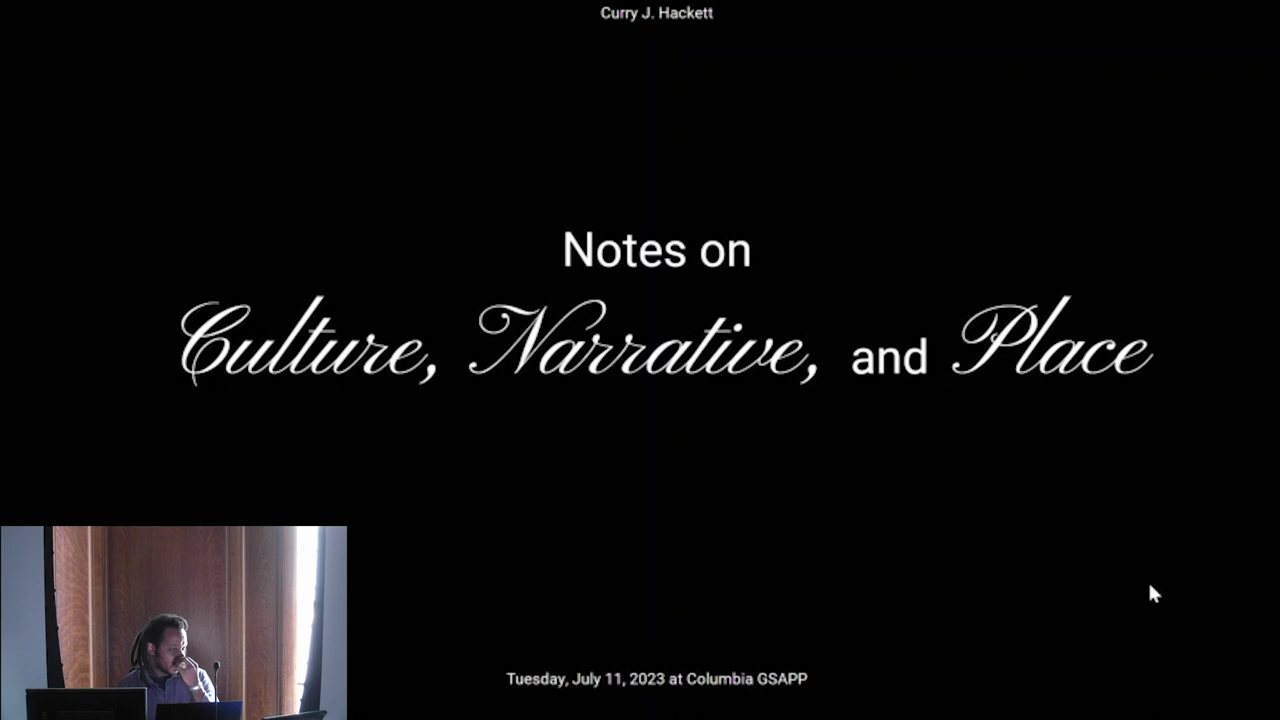 Curry J. Hackett
Notes on
Culture, Narrative, and Place
Tuesday, July 11, 2023 at Columbia GSAPP